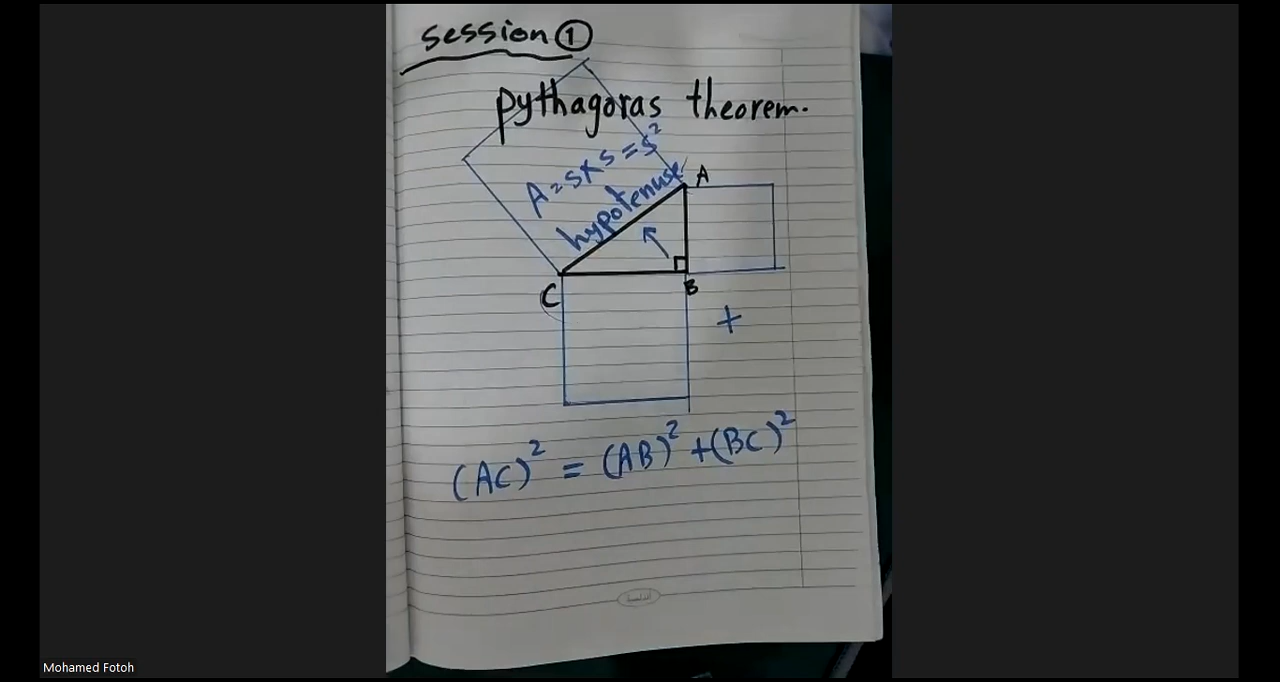 session ①
pythagoras theorem.
A = s × s = s²
hypotenuse
A
C
B
+
(AC)² = (AB)² + (BC)²
Mohamed Fotoh